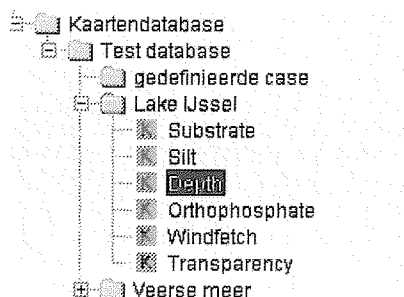 Kaartendatabase
Test database
gedefinieerde case
Lake IJssel
K Substrate
K Silt
K Depth
K Orthophosphate
K Windfetch
K Transparency
Veerse meer